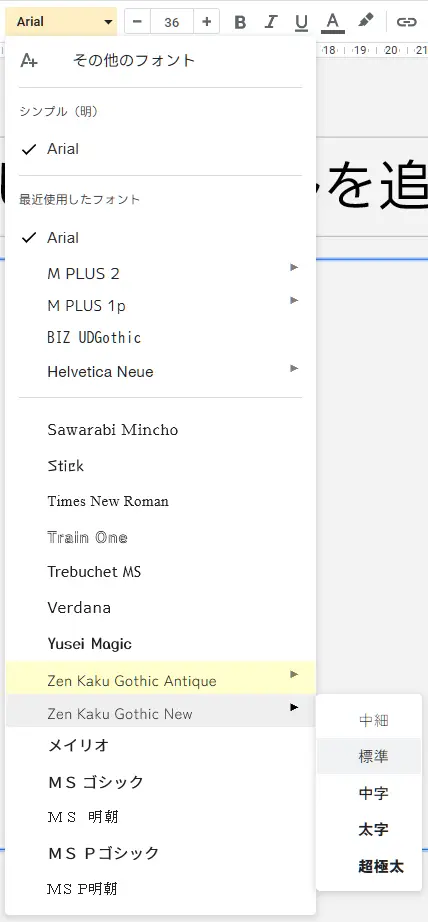 Arial
36
B I U A
18 19 20 21
その他のフォント
シンプル（明）
Arial
を追
最近使用したフォント
Arial
M PLUS 2
M PLUS 1p
BIZ UDGothic
Helvetica Neue
Sawarabi Mincho
Stick
Times New Roman
Train One
Trebuchet MS
Verdana
Yusei Magic
Zen Kaku Gothic Antique
Zen Kaku Gothic New
中細
標準
中字
太字
超極太
メイリオ
ＭＳ ゴシック
ＭＳ 明朝
ＭＳ Ｐゴシック
ＭＳ Ｐ明朝